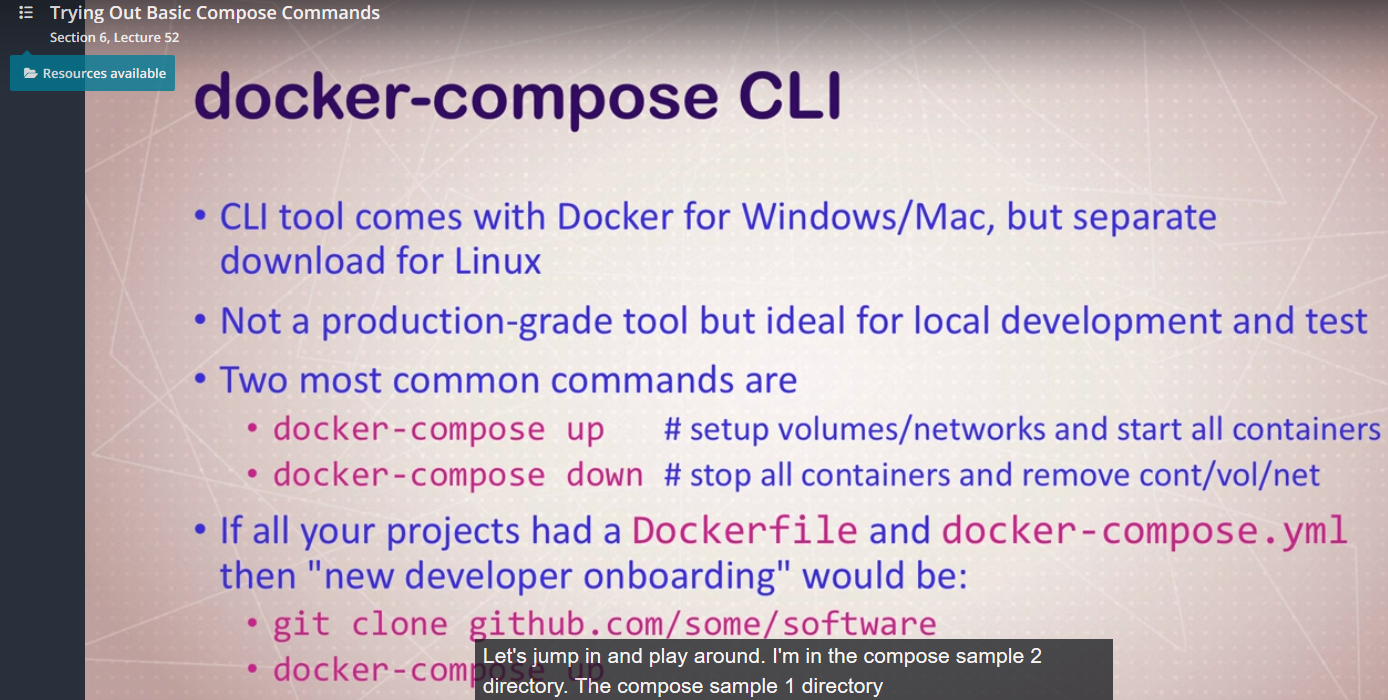 Trying Out Basic Compose Commands
Section 6, Lecture 52
Resources available
docker-compose CLI
• CLI tool comes with Docker for Windows/Mac, but separate
download for Linux
• Not a production-grade tool but ideal for local development and test
• Two most common commands are
• docker-compose up # setup volumes/networks and start all containers
• docker-compose down # stop all containers and remove cont/vol/net
• If all your projects had a Dockerfile and docker-compose.yml
then "new developer onboarding" would be:
• git clone github.com/some/software
• docker-compose up
Let's jump in and play around. I'm in the compose sample 2
directory. The compose sample 1 directory